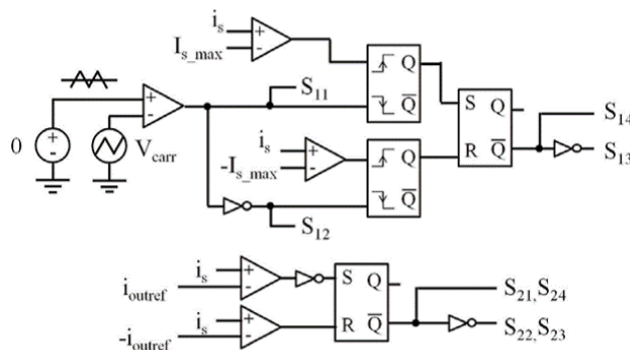 i_s
+
I_s_max
-
Q
Q̅
S_11
+
-
0
+
-
V_carr
i_s
+
-I_s_max
-
Q
Q̅
S_12
S
Q
R
Q̅
S_14
S_13
i_s
+
i_outref
-
i_s
+
-i_outref
-
S
Q
R
Q̅
S_21,S_24
S_22,S_23